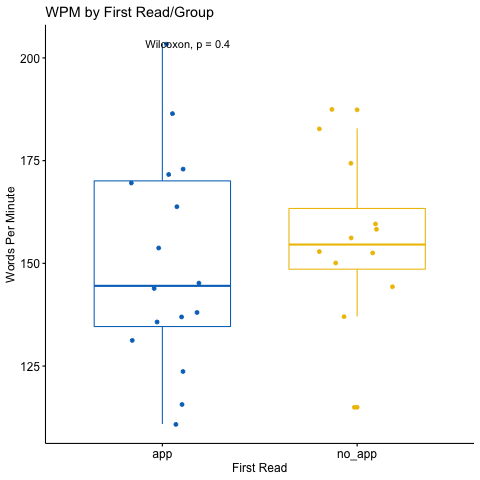 WPM by First Read/Group
Wilcoxon, p = 0.4
200
175
150
125
Words Per Minute
app
no_app
First Read